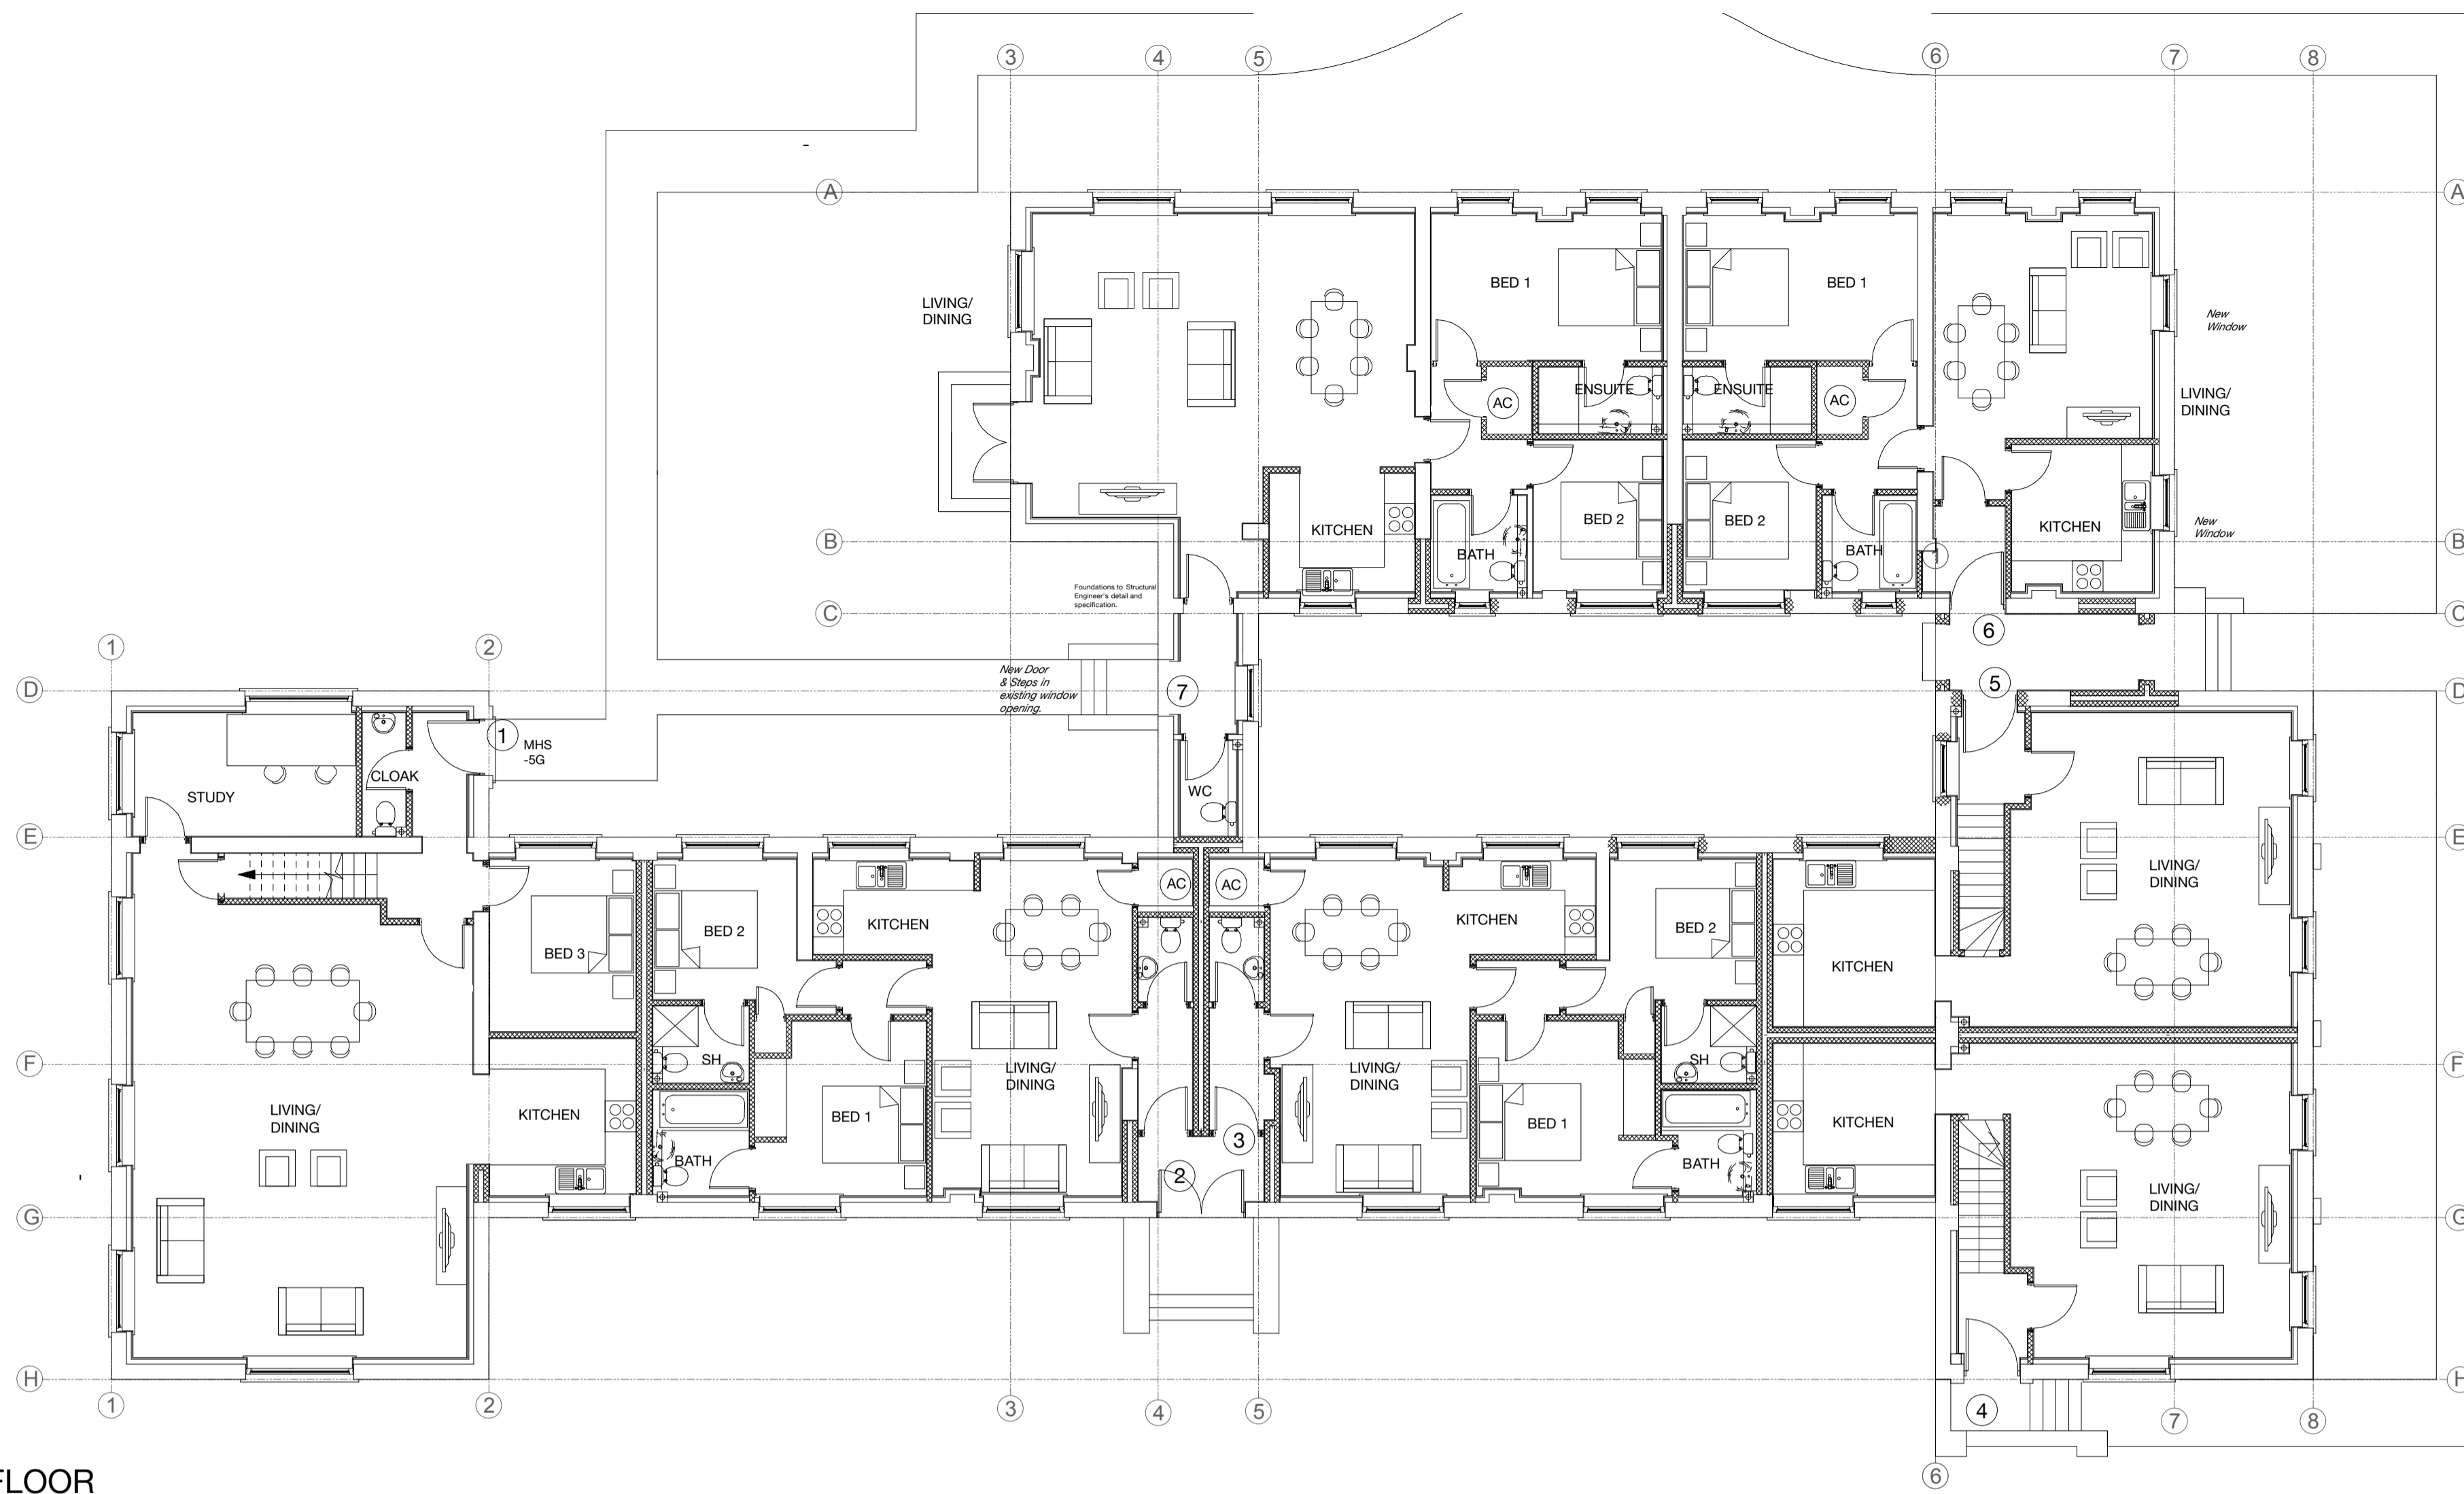 3 4 5 6 7 8
A A
LIVING/
DINING
BED 1
BED 1
New
Window
ENSUITE
ENSUITE
AC
AC
LIVING/
DINING
KITCHEN
BED 2
BED 2
KITCHEN
New
Window
B B
BATH
BATH
Foundations to Structural
Engineer's detail and
specification.
C C
6
1 2
New Door
& Steps in
existing window
opening.
5
D D
7
1
MHS
-5G
CLOAK
STUDY
WC
E E
AC
AC
LIVING/
DINING
BED 3
BED 2
KITCHEN
KITCHEN
BED 2
KITCHEN
SH
SH
F F
LIVING/
DINING
LIVING/
DINING
LIVING/
DINING
KITCHEN
BED 1
BED 1
KITCHEN
3
BATH
BATH
2
LIVING/
DINING
G G
H H
1 2 3 4 5 7 8
4
6
FLOOR